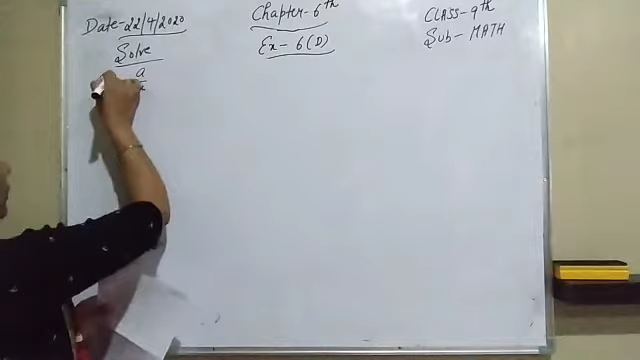 Date-22/4/2020
Chapter-6th
CLASS-9th
Sub-MATH
Ex-6(D)
Solve
a